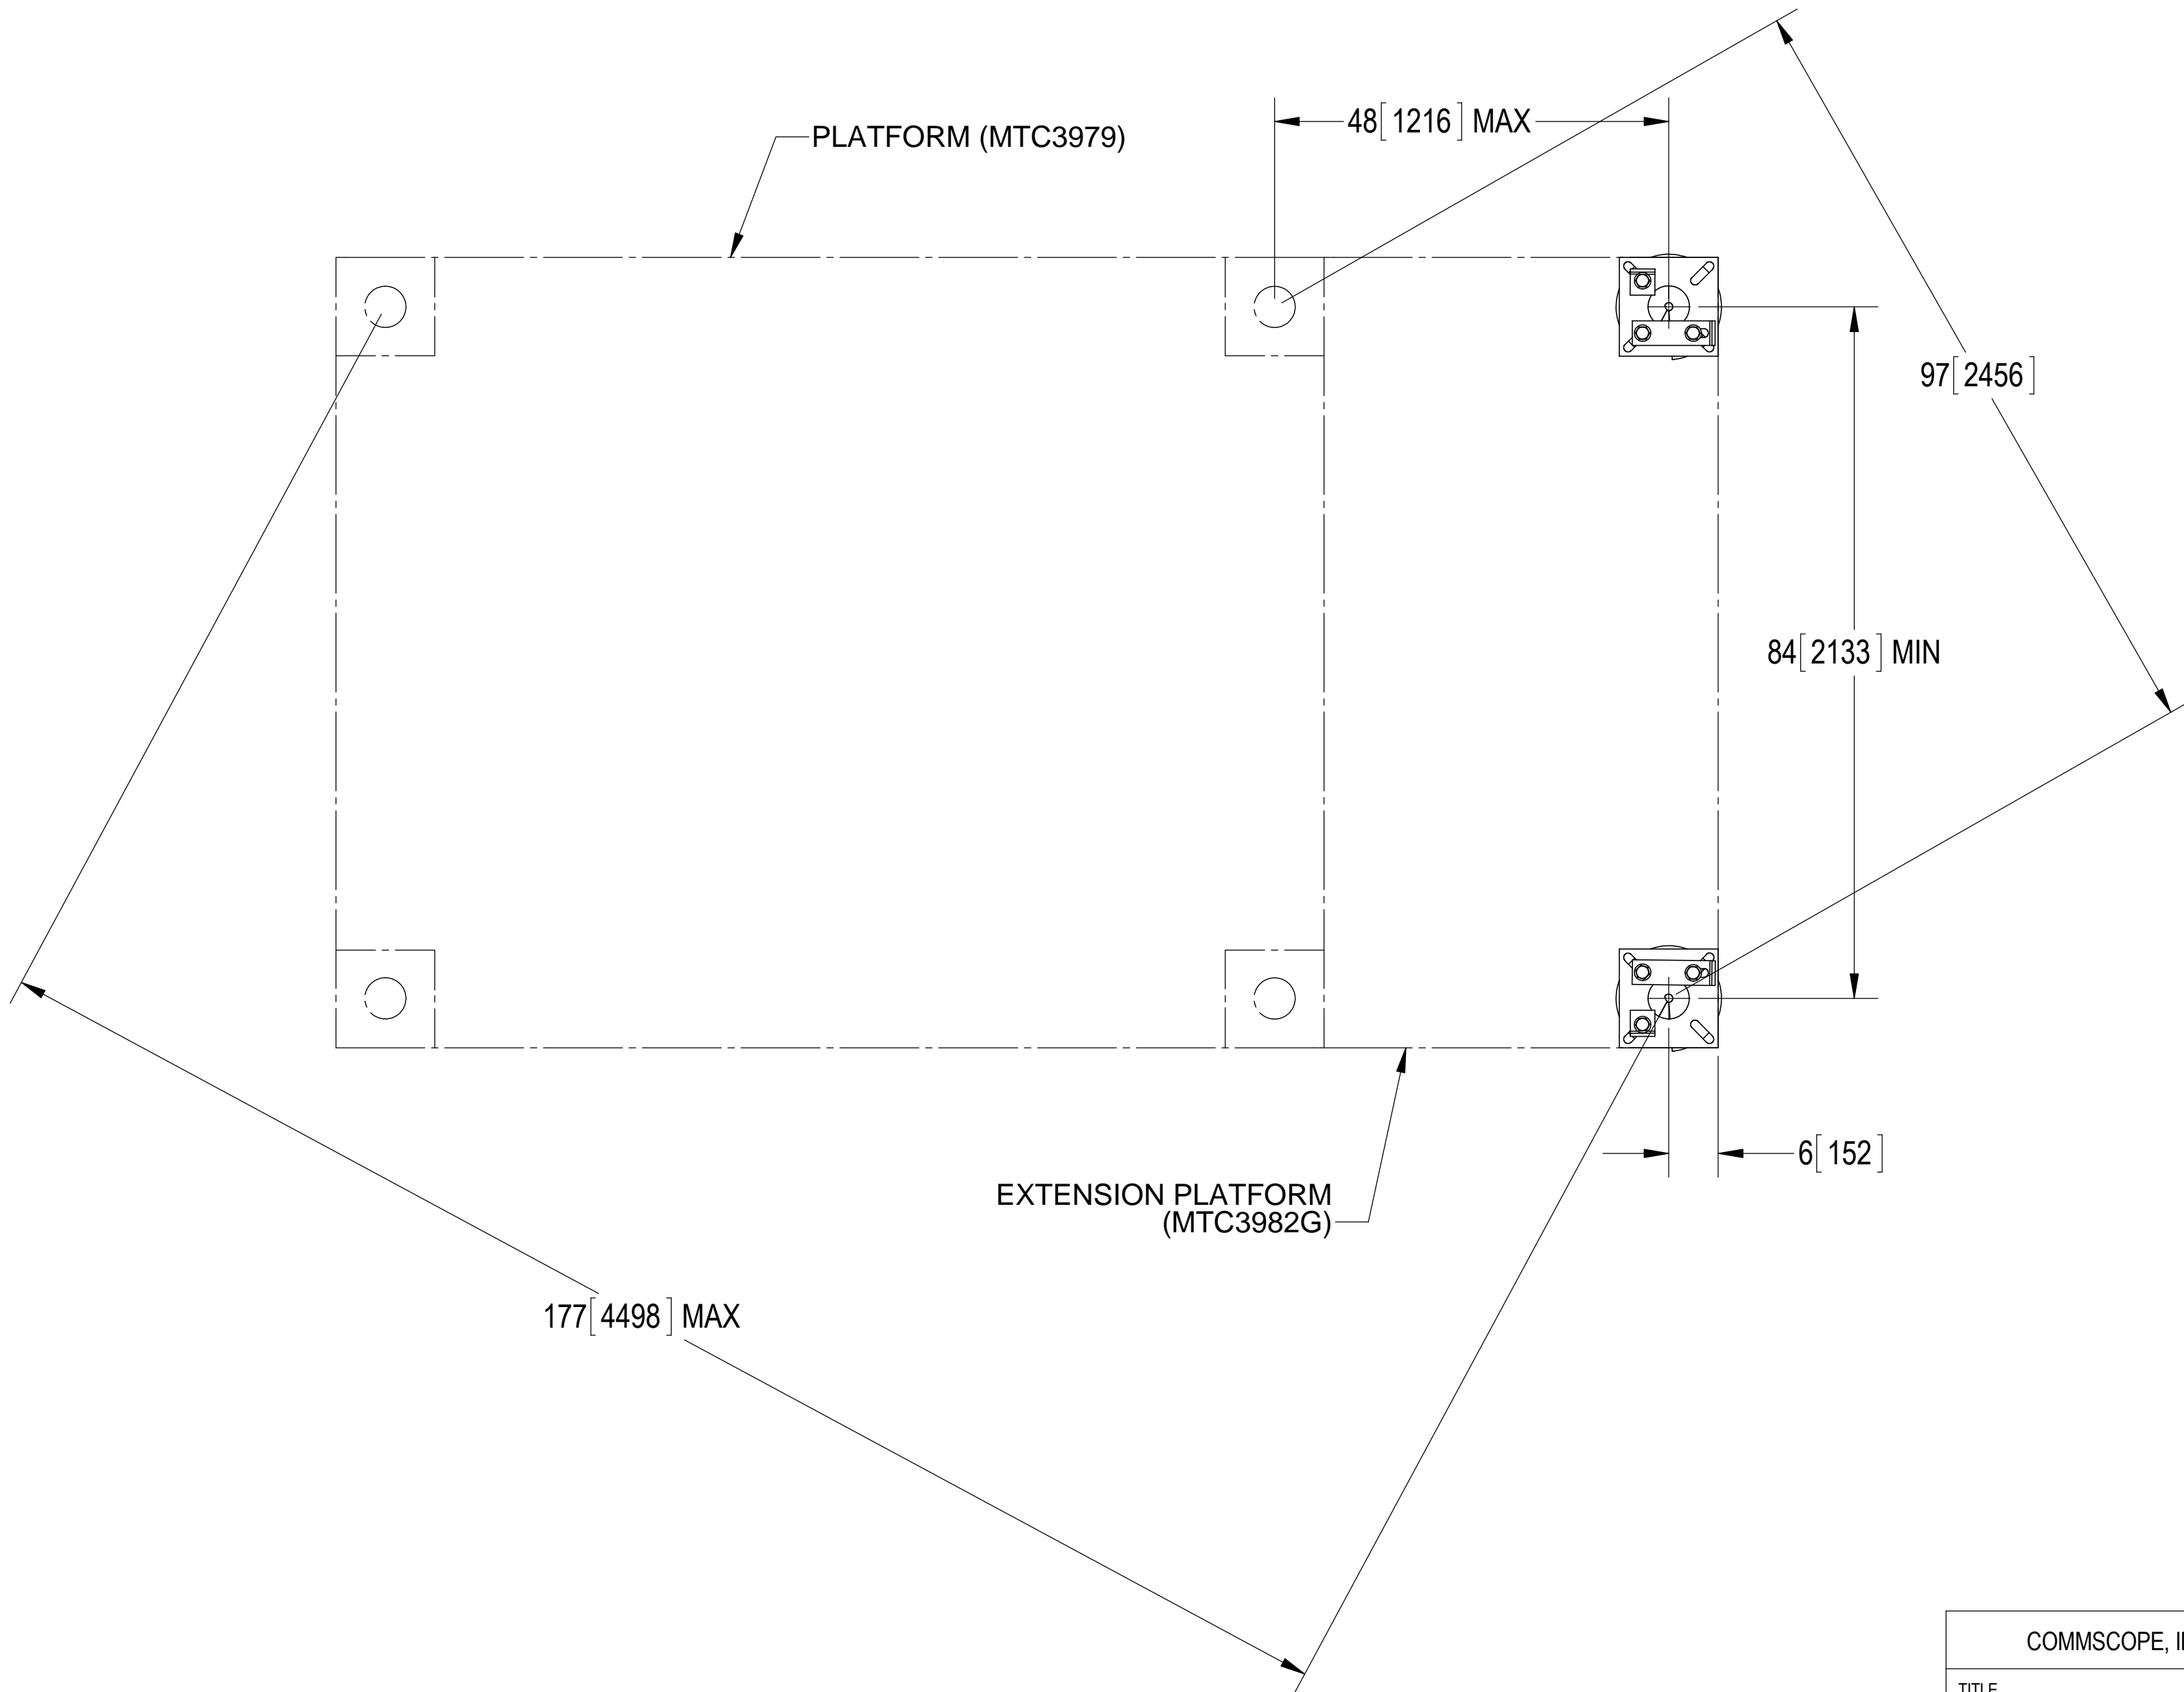 PLATFORM (MTC3979)
48[1216] MAX
97[2456]
84[2133] MIN
6[152]
EXTENSION PLATFORM
(MTC3982G)
177[4498] MAX
COMMSCOPE,